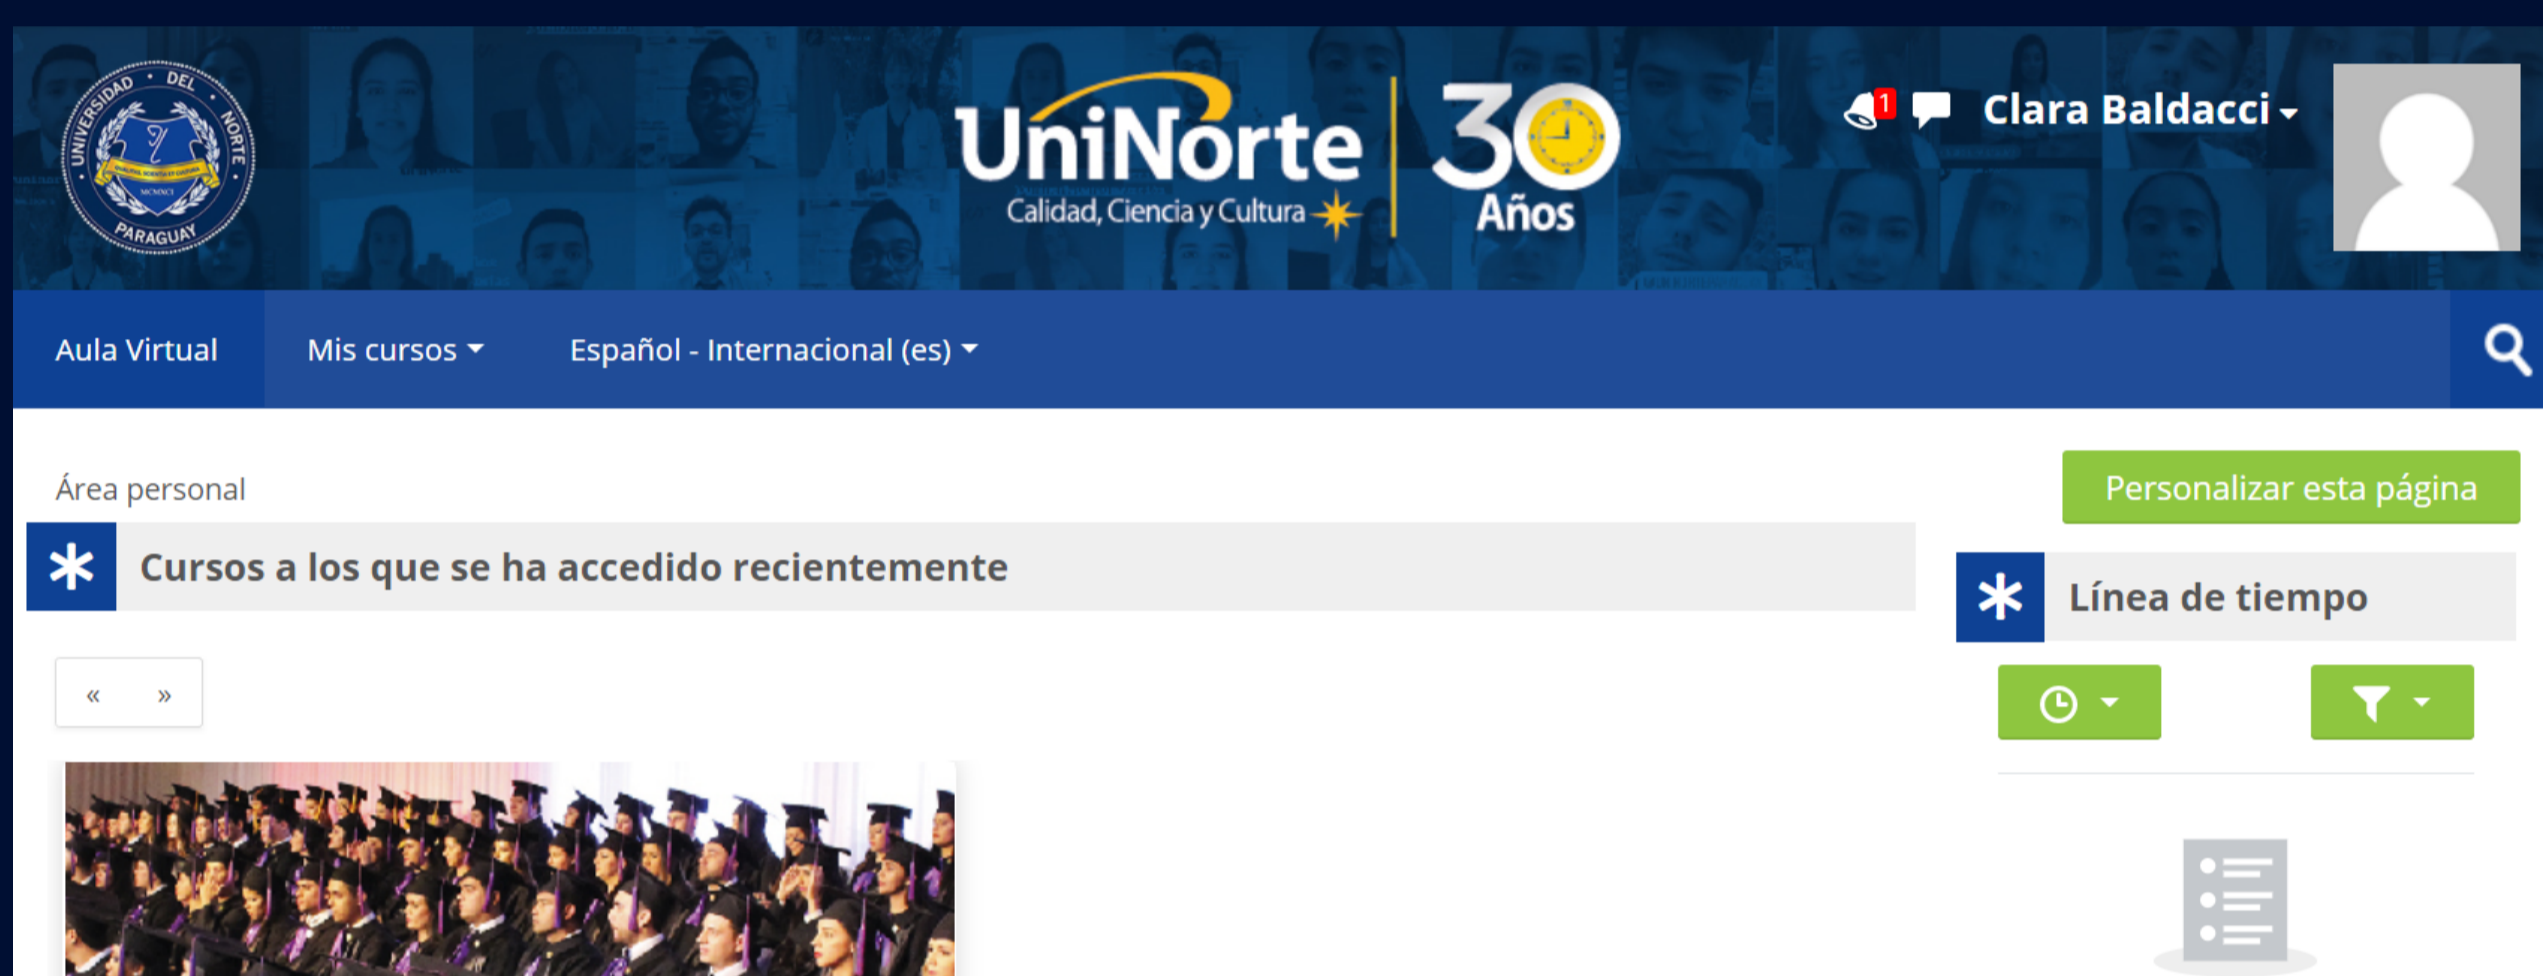 UNIVERSIDAD DEL NORTE
MCMXCI
PARAGUAY
UniNorte
Calidad, Ciencia y Cultura
30
Años
1
Clara Baldacci
Aula Virtual
Mis cursos
Español - Internacional (es)
Área personal
Personalizar esta página
Cursos a los que se ha accedido recientemente
Línea de tiempo
« »